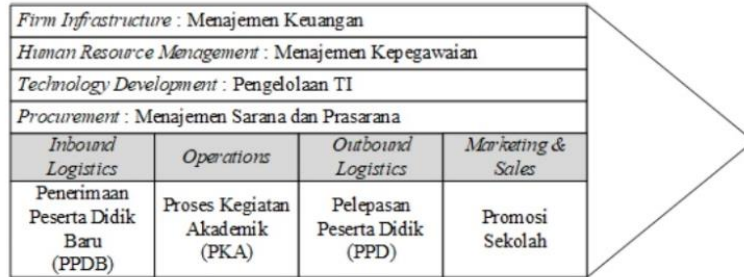 Firm Infrastructure : Menajemen Keuangan
Human Resource Menagement : Menajemen Kepegawaian
Technology Development : Pengelolaan TI
Procurement : Menajemen Sarana dan Prasarana
Inbound
Logistics
Operations
Outbound
Logistics
Marketing &
Sales
Penerimaan
Peserta Didik
Baru
(PPDB)
Proses Kegiatan
Akademik
(PKA)
Pelepasan
Peserta Didik
(PPD)
Promosi
Sekolah